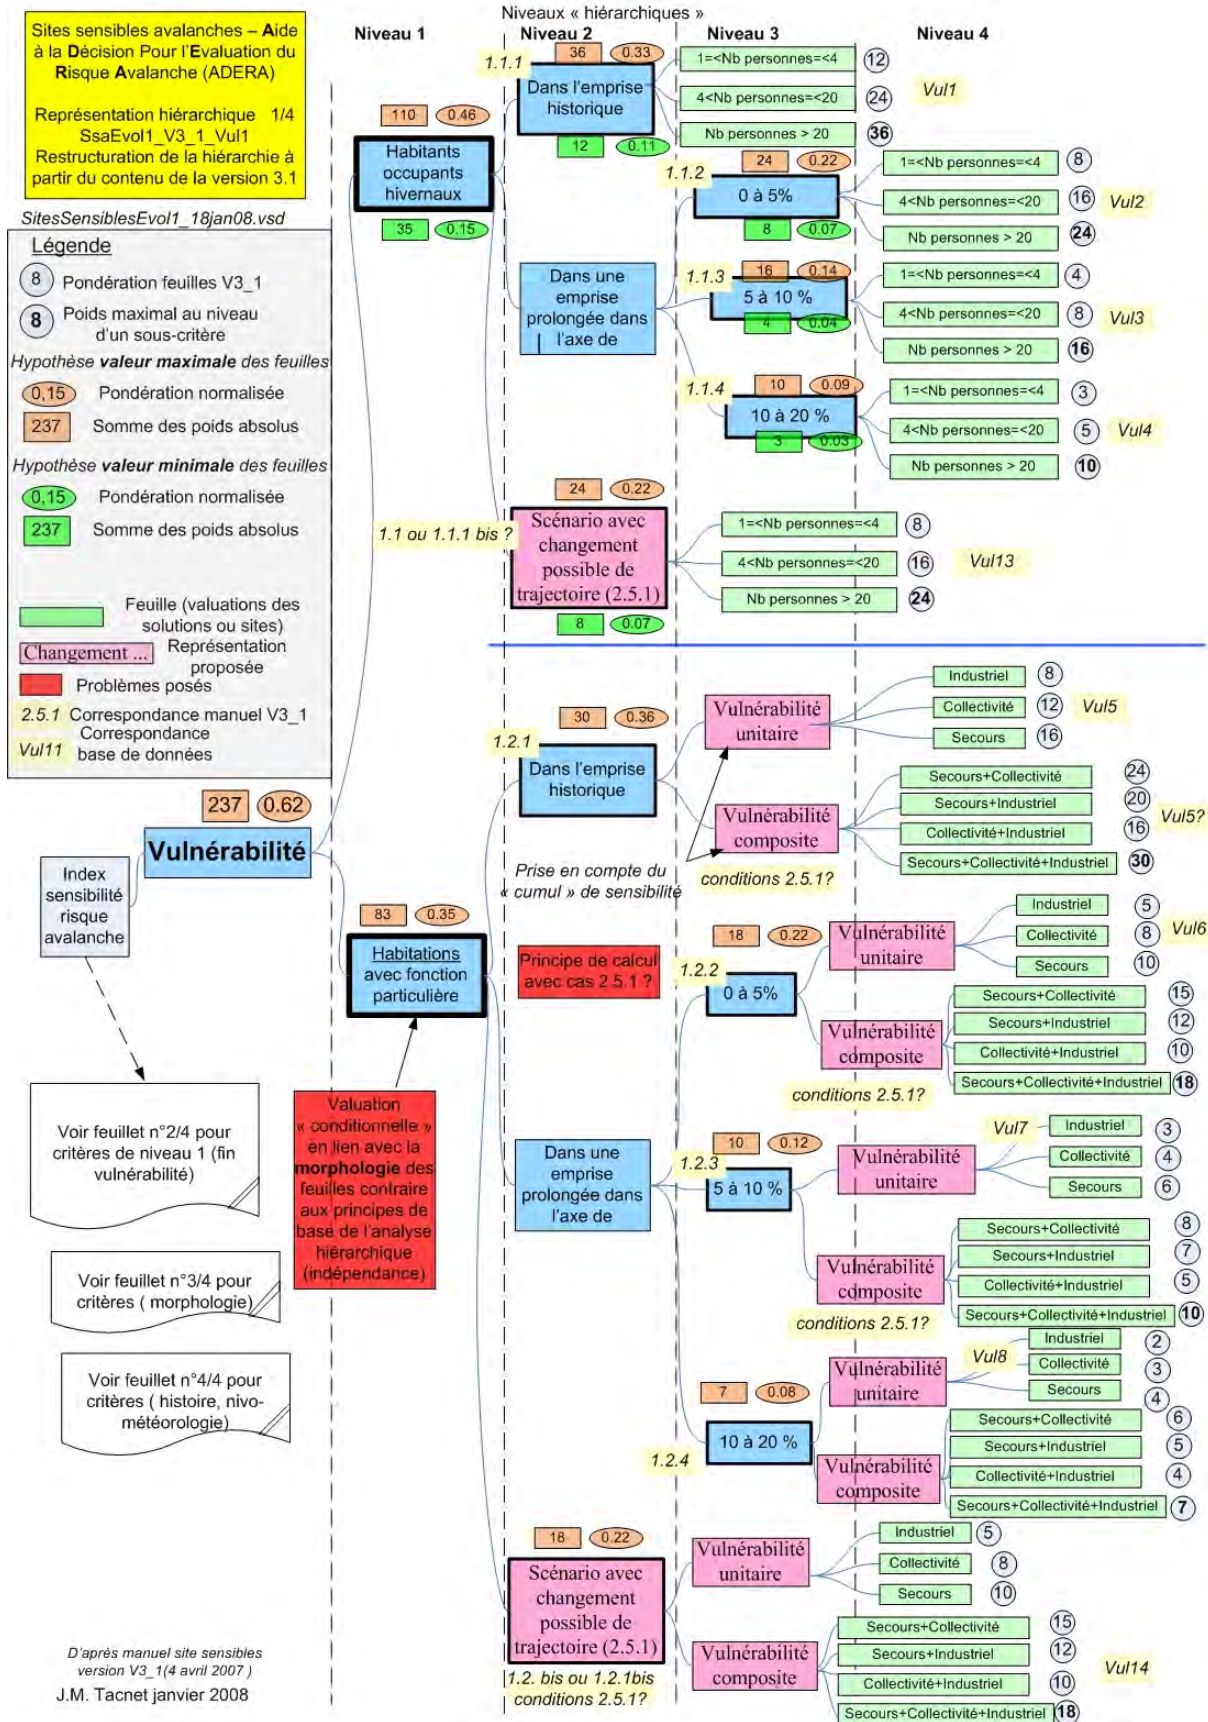 Sites sensibles avalanches – Aide
à la Décision Pour l'Evaluation du
Risque Avalanche (ADERA)
Représentation hiérarchique 1/4
SsaEvol1_V3_1_Vul1
Restructuration de la hiérarchie à
partir du contenu de la version 3.1
SitesSensiblesEvol1_18jan08.vsd
Légende
8 Pondération feuilles V3_1
8 Poids maximal au niveau
d'un sous-critère
Hypothèse valeur maximale des feuilles
0,15 Pondération normalisée
237 Somme des poids absolus
Hypothèse valeur minimale des feuilles
0,15 Pondération normalisée
237 Somme des poids absolus
Feuille (valuations des
solutions ou sites)
Changement ... Représentation
proposée
Problèmes posés
2.5.1 Correspondance manuel V3_1
Correspondance
Vul11 base de données
Niveaux « hiérarchiques »
Niveau 1
Niveau 2
Niveau 3
Niveau 4
237 0.62
Vulnérabilité
Index
sensibilité
risque
avalanche
110 0.46
Habitants
occupants
hivernaux
35 0.15
1.1.1
36 0.33
Dans l'emprise
historique
12 0.11
1=<Nb personnes=<4 12
4<Nb personnes=<20 24
Nb personnes > 20 36
Vul1
Dans une
emprise
prolongée dans
l'axe de
1.1.2
24 0.22
0 à 5%
8 0.07
1=<Nb personnes=<4 8
4<Nb personnes=<20 16
Nb personnes > 20 24
Vul2
1.1.3
16 0.14
5 à 10 %
4 0.04
1=<Nb personnes=<4 4
4<Nb personnes=<20 8
Nb personnes > 20 16
Vul3
1.1.4
10 0.09
10 à 20 %
3 0.03
1=<Nb personnes=<4 3
4<Nb personnes=<20 5
Nb personnes > 20 10
Vul4
1.1 ou 1.1.1 bis ?
24 0.22
Scénario avec
changement
possible de
trajectoire (2.5.1)
8 0.07
1=<Nb personnes=<4 8
4<Nb personnes=<20 16
Nb personnes > 20 24
Vul13
83 0.35
Habitations
avec fonction
particulière
Valuation
« conditionnelle »
en lien avec la
morphologie des
feuilles contraire
aux principes de
base de l'analyse
hiérarchique
(indépendance)
1.2.1
30 0.36
Dans l'emprise
historique
Vulnérabilité
unitaire
Industriel 8
Collectivité 12
Secours 16
Vul5
Vulnérabilité
composite
Secours+Collectivité 24
Secours+Industriel 20
Collectivité+Industriel 16
Secours+Collectivité+Industriel 30
Vul5?
Prise en compte du
« cumul » de sensibilité
conditions 2.5.1?
Principe de calcul
avec cas 2.5.1 ?
Dans une
emprise
prolongée dans
l'axe de
1.2.2
18 0.22
0 à 5%
Vulnérabilité
unitaire
Industriel 5
Collectivité 8
Secours 10
Vul6
Vulnérabilité
composite
Secours+Collectivité 15
Secours+Industriel 12
Collectivité+Industriel 10
Secours+Collectivité+Industriel 18
conditions 2.5.1?
1.2.3
10 0.12
5 à 10 %
Vulnérabilité
unitaire
Vul7
Industriel 3
Collectivité 4
Secours 6
Vulnérabilité
composite
Secours+Collectivité 8
Secours+Industriel 7
Collectivité+Industriel 5
Secours+Collectivité+Industriel 10
conditions 2.5.1?
1.2.4
7 0.08
10 à 20 %
Vulnérabilité
unitaire
Vul8
Industriel 2
Collectivité 3
Secours 4
Vulnérabilité
composite
Secours+Collectivité 6
Secours+Industriel 5
Collectivité+Industriel 4
Secours+Collectivité+Industriel 7
18 0.22
Scénario avec
changement
possible de
trajectoire (2.5.1)
1.2. bis ou 1.2.1bis
conditions 2.5.1?
Vulnérabilité
unitaire
Industriel 5
Collectivité 8
Secours 10
Vulnérabilité
composite
Secours+Collectivité 15
Secours+Industriel 12
Collectivité+Industriel 10
Secours+Collectivité+Industriel 18
Vul14
Voir feuillet n°2/4 pour
critères de niveau 1 (fin
vulnérabilité)
Voir feuillet n°3/4 pour
critères ( morphologie)
Voir feuillet n°4/4 pour
critères ( histoire, nivo-
météorologie)
D'après manuel site sensibles
version V3_1(4 avril 2007 )
J.M. Tacnet janvier 2008